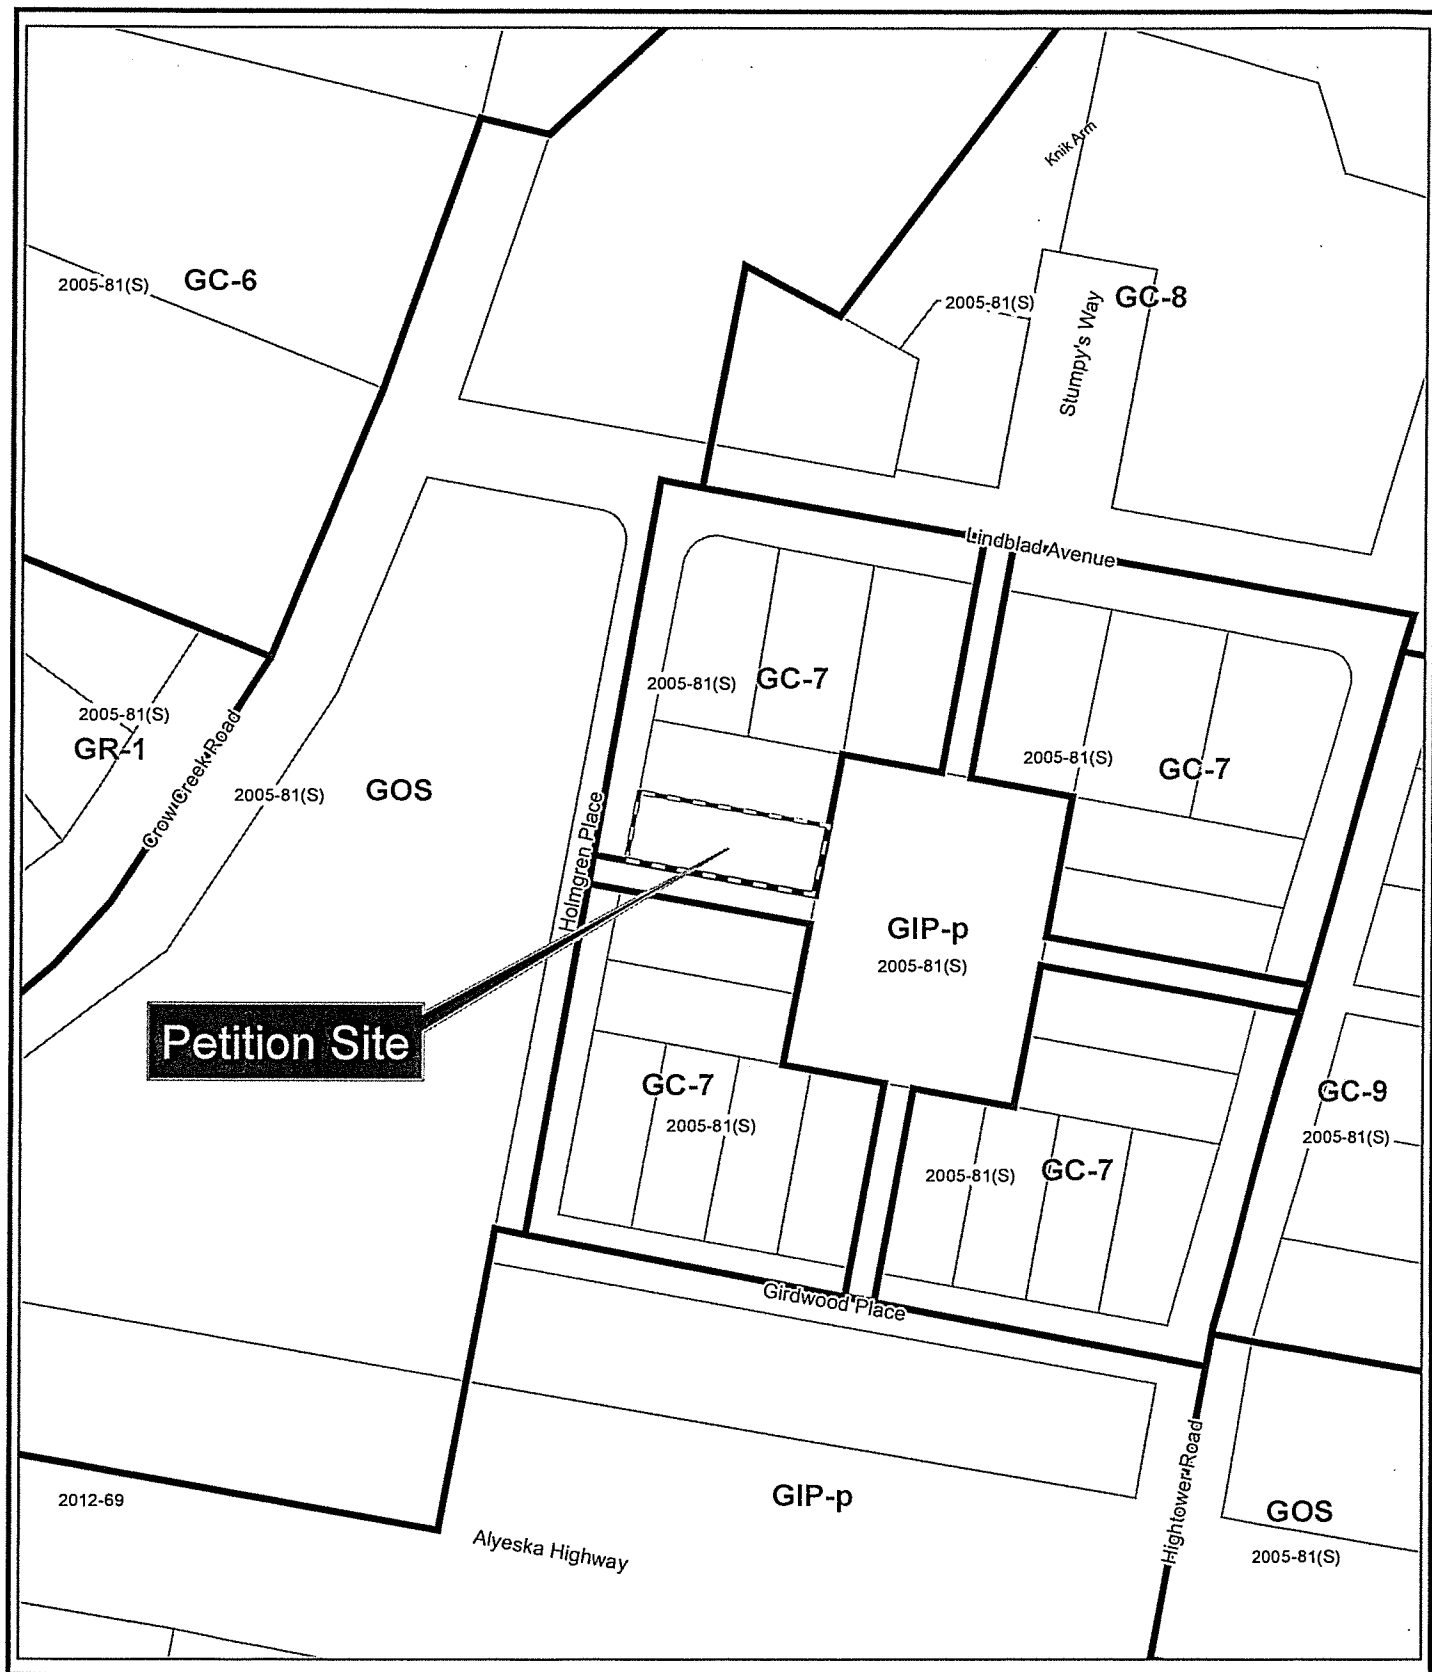 Knik Arm
GC-6
2005-81(S)
2005-81(S)
GC-8
Stumpy's Way
Lindblad Avenue
2005-81(S)
GC-7
2005-81(S)
GR-1
Crow Creek Road
2005-81(S)
GOS
2005-81(S)
GC-7
Holmgren Place
GIP-p
2005-81(S)
Petition Site
GC-7
2005-81(S)
GC-9
2005-81(S)
2005-81(S)
GC-7
Girdwood Place
Hightower Road
2012-69
GIP-p
GOS
2005-81(S)
Alyeska Highway